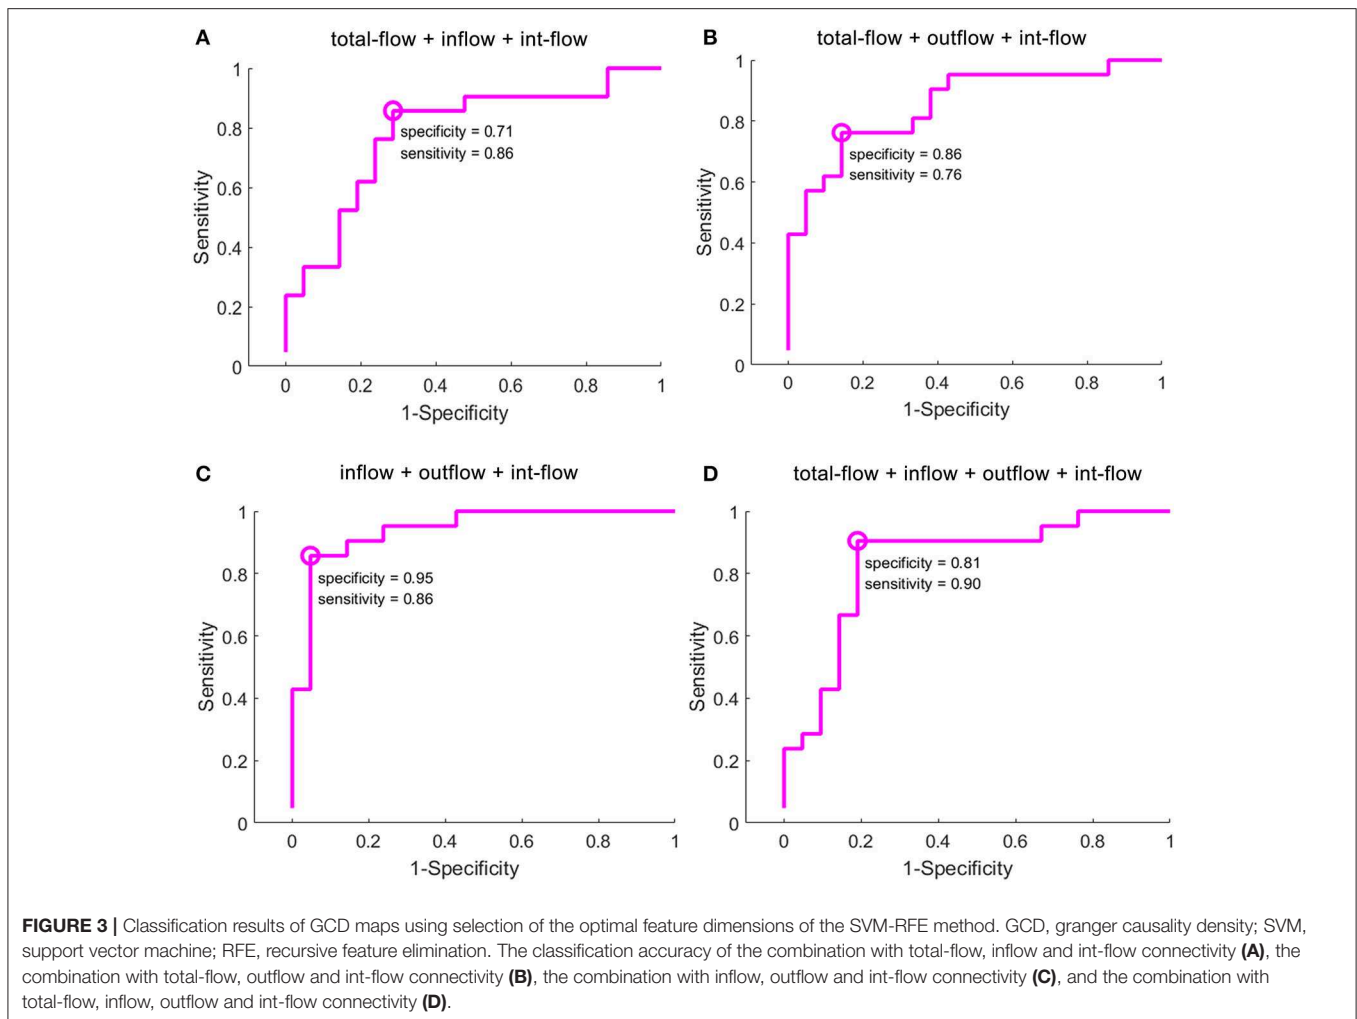 A total-flow + inflow + int-flow
1
0.8
0.6
0.4
0.2
0
Sensitivity
specificity = 0.71
sensitivity = 0.86
0 0.2 0.4 0.6 0.8 1
1-Specificity
B total-flow + outflow + int-flow
1
0.8
0.6
0.4
0.2
0
Sensitivity
specificity = 0.86
sensitivity = 0.76
0 0.2 0.4 0.6 0.8 1
1-Specificity
C inflow + outflow + int-flow
1
0.8
0.6
0.4
0.2
0
Sensitivity
specificity = 0.95
sensitivity = 0.86
0 0.2 0.4 0.6 0.8 1
1-Specificity
D total-flow + inflow + outflow + int-flow
1
0.8
0.6
0.4
0.2
0
Sensitivity
specificity = 0.81
sensitivity = 0.90
0 0.2 0.4 0.6 0.8 1
1-Specificity
FIGURE 3 | Classification results of GCD maps using selection of the optimal feature dimensions of the SVM-RFE method. GCD, granger causality density; SVM,
support vector machine; RFE, recursive feature elimination. The classification accuracy of the combination with total-flow, inflow and int-flow connectivity (A), the
combination with total-flow, outflow and int-flow connectivity (B), the combination with inflow, outflow and int-flow connectivity (C), and the combination with
total-flow, inflow, outflow and int-flow connectivity (D).